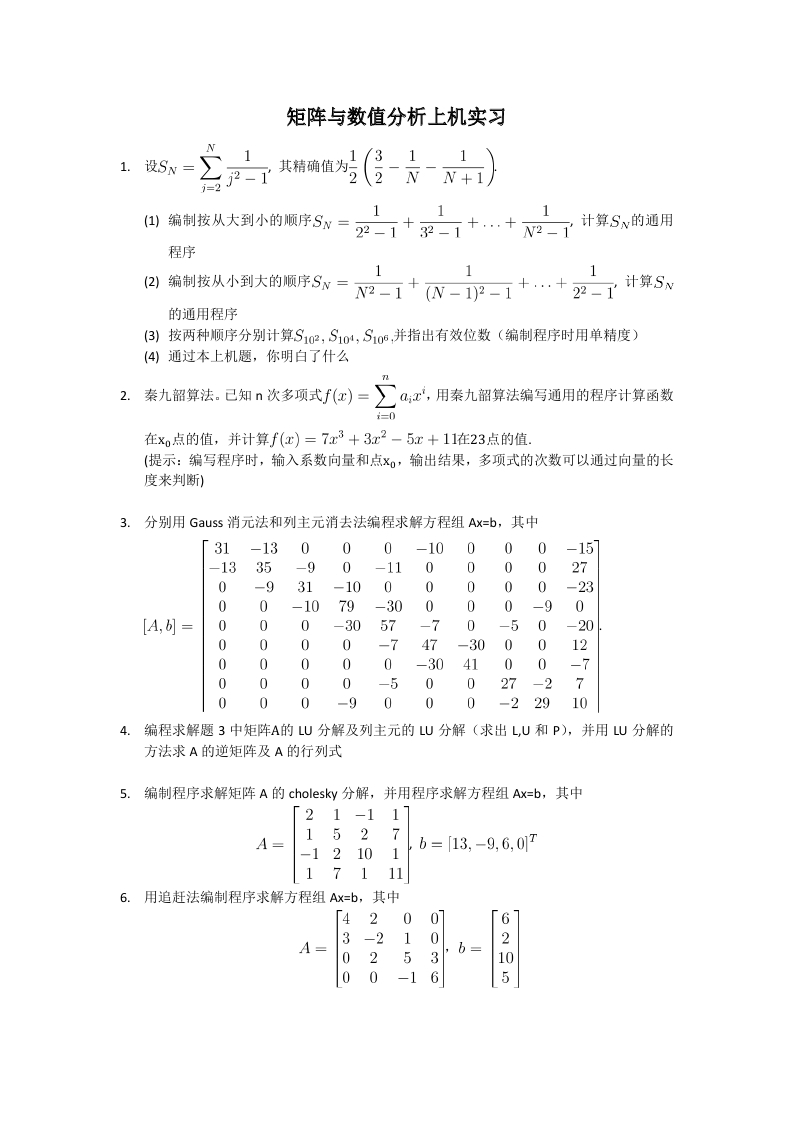 矩阵与数值分析上机实习
1. 设$S_N = \sum_{j=2}^{N} \frac{1}{j^2-1}$, 其精确值为$\frac{1}{2}\left(\frac{3}{2} - \frac{1}{N} - \frac{1}{N+1}\right)$.
(1) 编制按从大到小的顺序$S_N = \frac{1}{2^2-1} + \frac{1}{3^2-1} + \ldots + \frac{1}{N^2-1}$, 计算$S_N$的通用
程序
(2) 编制按从小到大的顺序$S_N = \frac{1}{N^2-1} + \frac{1}{(N-1)^2-1} + \ldots + \frac{1}{2^2-1}$, 计算$S_N$
的通用程序
(3) 按两种顺序分别计算$S_{10^2}, S_{10^4}, S_{10^6}$,并指出有效位数（编制程序时用单精度）
(4) 通过本上机题，你明白了什么
2. 秦九韶算法。已知 n 次多项式$f(x) = \sum_{i=0}^{n} a_i x^i$，用秦九韶算法编写通用的程序计算函数
在$x_0$点的值，并计算$f(x) = 7x^3 + 3x^2 - 5x + 11$在23点的值.
(提示：编写程序时，输入系数向量和点$x_0$，输出结果，多项式的次数可以通过向量的长
度来判断)
3. 分别用 Gauss 消元法和列主元消去法编程求解方程组 Ax=b，其中
31 −13 0 0 0 −10 0 0 0 −15
−13 35 −9 0 −11 0 0 0 0 27
0 −9 31 −10 0 0 0 0 0 −23
0 0 −10 79 −30 0 0 0 −9 0
[A, b] = 0 0 0 −30 57 −7 0 −5 0 −20 .
0 0 0 0 −7 47 −30 0 0 12
0 0 0 0 0 −30 41 0 0 −7
0 0 0 0 −5 0 0 27 −2 7
0 0 0 −9 0 0 0 −2 29 10
4. 编程求解题 3 中矩阵A的 LU 分解及列主元的 LU 分解（求出 L,U 和 P），并用 LU 分解的
方法求 A 的逆矩阵及 A 的行列式
5. 编制程序求解矩阵 A 的 cholesky 分解，并用程序求解方程组 Ax=b，其中
$A = \begin{bmatrix} 2 & 1 & -1 & 1 \\ 1 & 5 & 2 & 7 \\ -1 & 2 & 10 & 1 \\ 1 & 7 & 1 & 11 \end{bmatrix}$, $b = [13, -9, 6, 0]^T$
6. 用追赶法编制程序求解方程组 Ax=b，其中
$A = \begin{bmatrix} 4 & 2 & 0 & 0 \\ 3 & -2 & 1 & 0 \\ 0 & 2 & 5 & 3 \\ 0 & 0 & -1 & 6 \end{bmatrix}$，$b = \begin{bmatrix} 6 \\ 2 \\ 10 \\ 5 \end{bmatrix}$